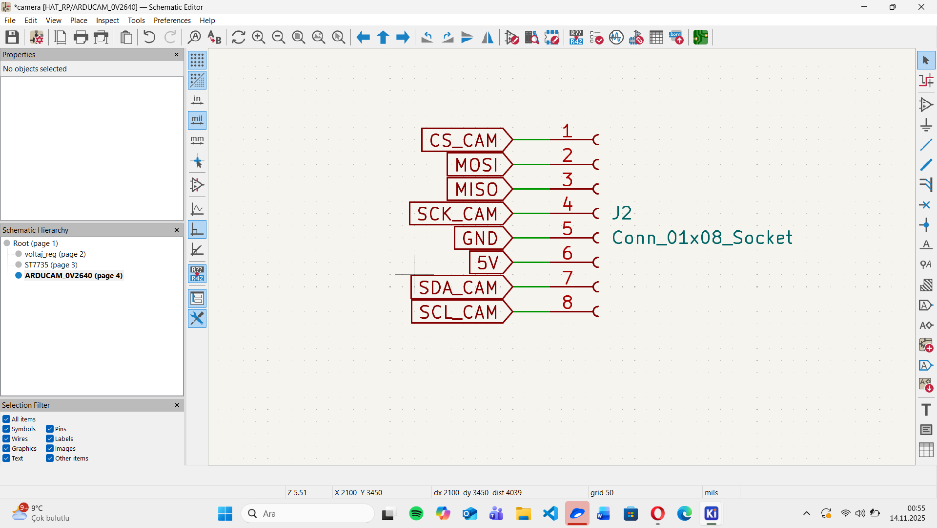 *camera [HAT_RP/ARDUCAM_0V2640] — Schematic Editor
File Edit View Place Inspect Tools Preferences Help
Properties
No objects selected
in
mil
mm
Schematic Hierarchy
Root (page 1)
voltaj_reg (page 2)
ST7735 (page 3)
ARDUCAM_0V2640 (page 4)
Selection Filter
All items
Symbols Pins
Wires Labels
Graphics Images
Text Other items
CS_CAM 1
MOSI 2
MISO 3
SCK_CAM 4 J2
GND 5 Conn_01x08_Socket
5V 6
SDA_CAM 7
SCL_CAM 8
Z 5.51 X 2100 Y 3450 dx 2100 dy 3450 dist 4039 grid 50 mils
9°C
Çok bulutlu
Ara
00:55
14.11.2025